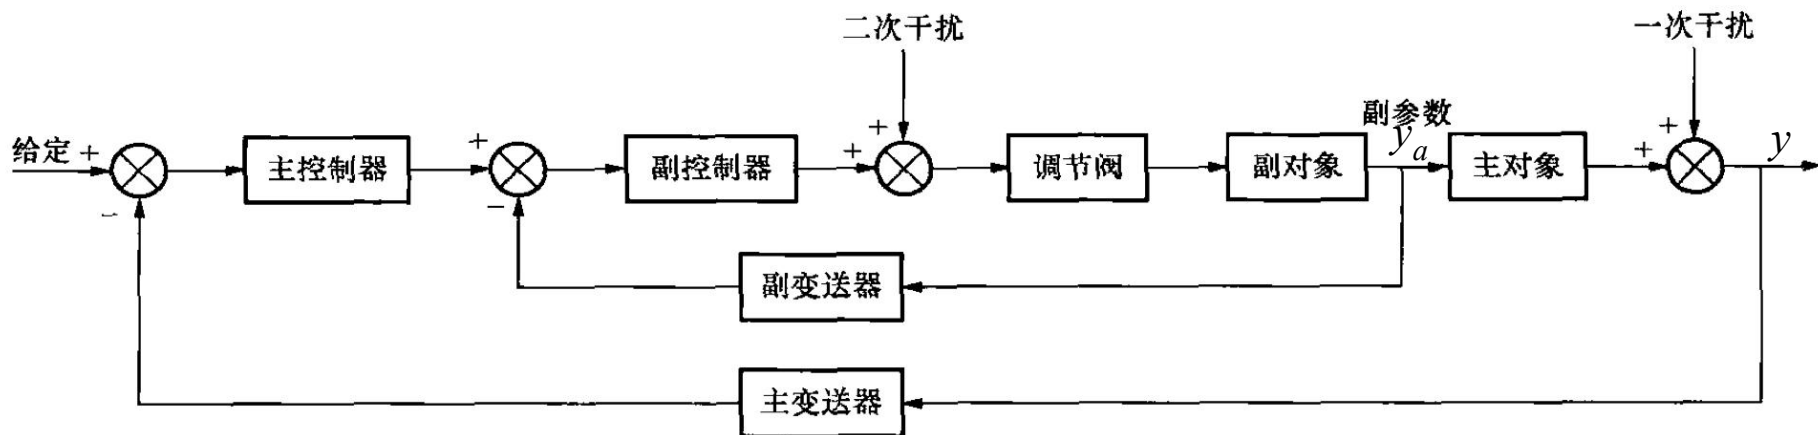 二次干扰
一次干扰
副参数
给定 +
主控制器
+
副控制器
+
+
调节阀
副对象
y_a
主对象
+
+
y
−
−
副变送器
主变送器